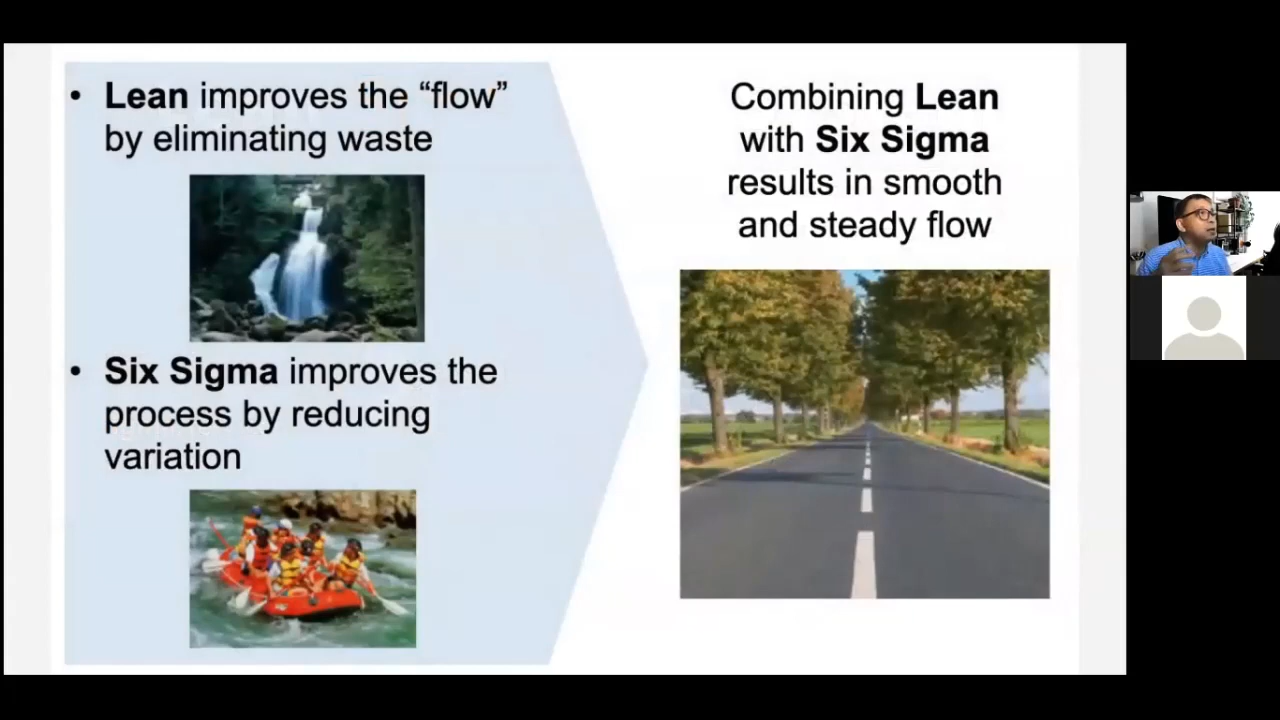 • Lean improves the “flow”
by eliminating waste
• Six Sigma improves the
process by reducing
variation
Combining Lean
with Six Sigma
results in smooth
and steady flow